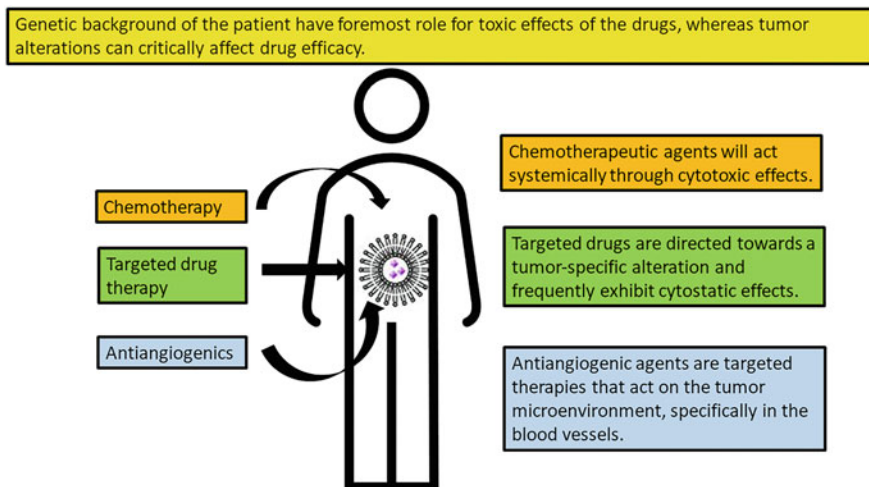 Genetic background of the patient have foremost role for toxic effects of the drugs, whereas tumor
alterations can critically affect drug efficacy.
Chemotherapy
Targeted drug
therapy
Antiangiogenics
Chemotherapeutic agents will act
systemically through cytotoxic effects.
Targeted drugs are directed towards a
tumor-specific alteration and
frequently exhibit cytostatic effects.
Antiangiogenic agents are targeted
therapies that act on the tumor
microenvironment, specifically in the
blood vessels.